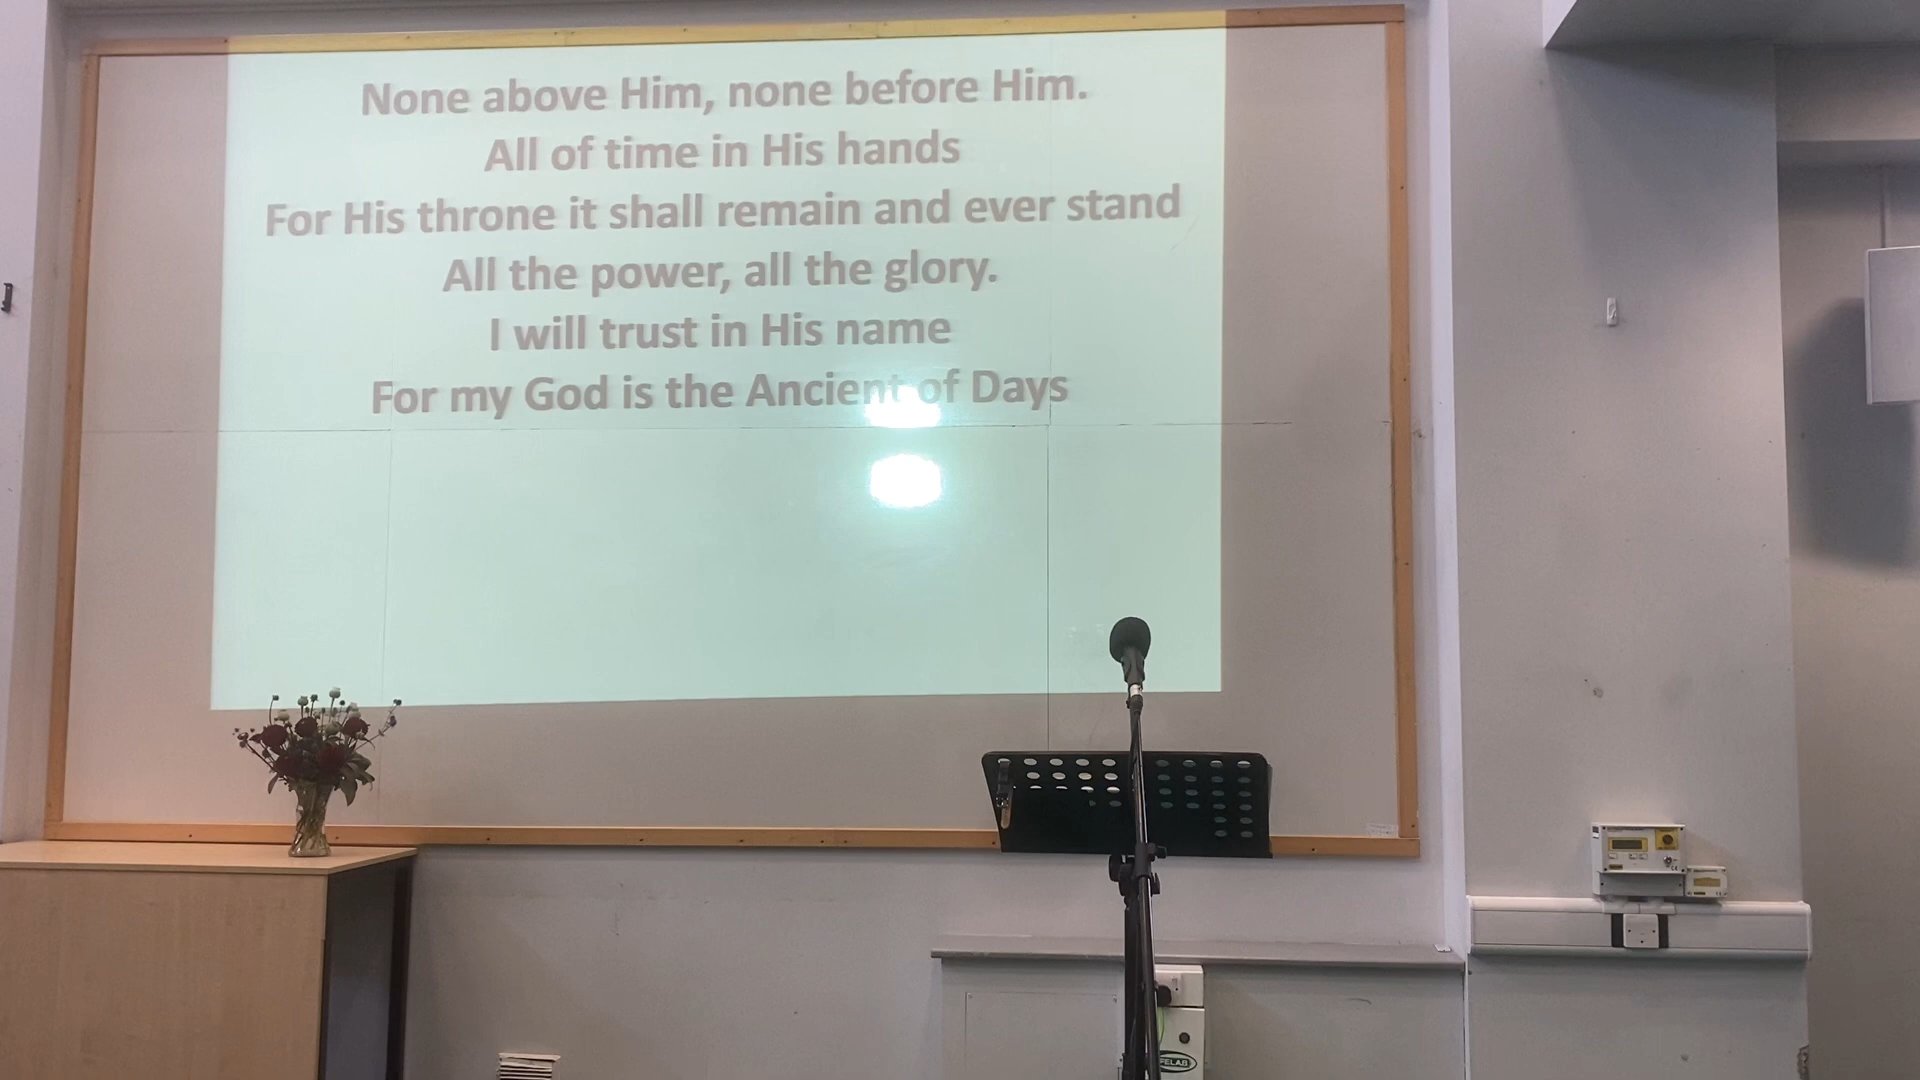 None above Him, none before Him.
All of time in His hands
For His throne it shall remain and ever stand
All the power, all the glory.
I will trust in His name
For my God is the Ancient of Days